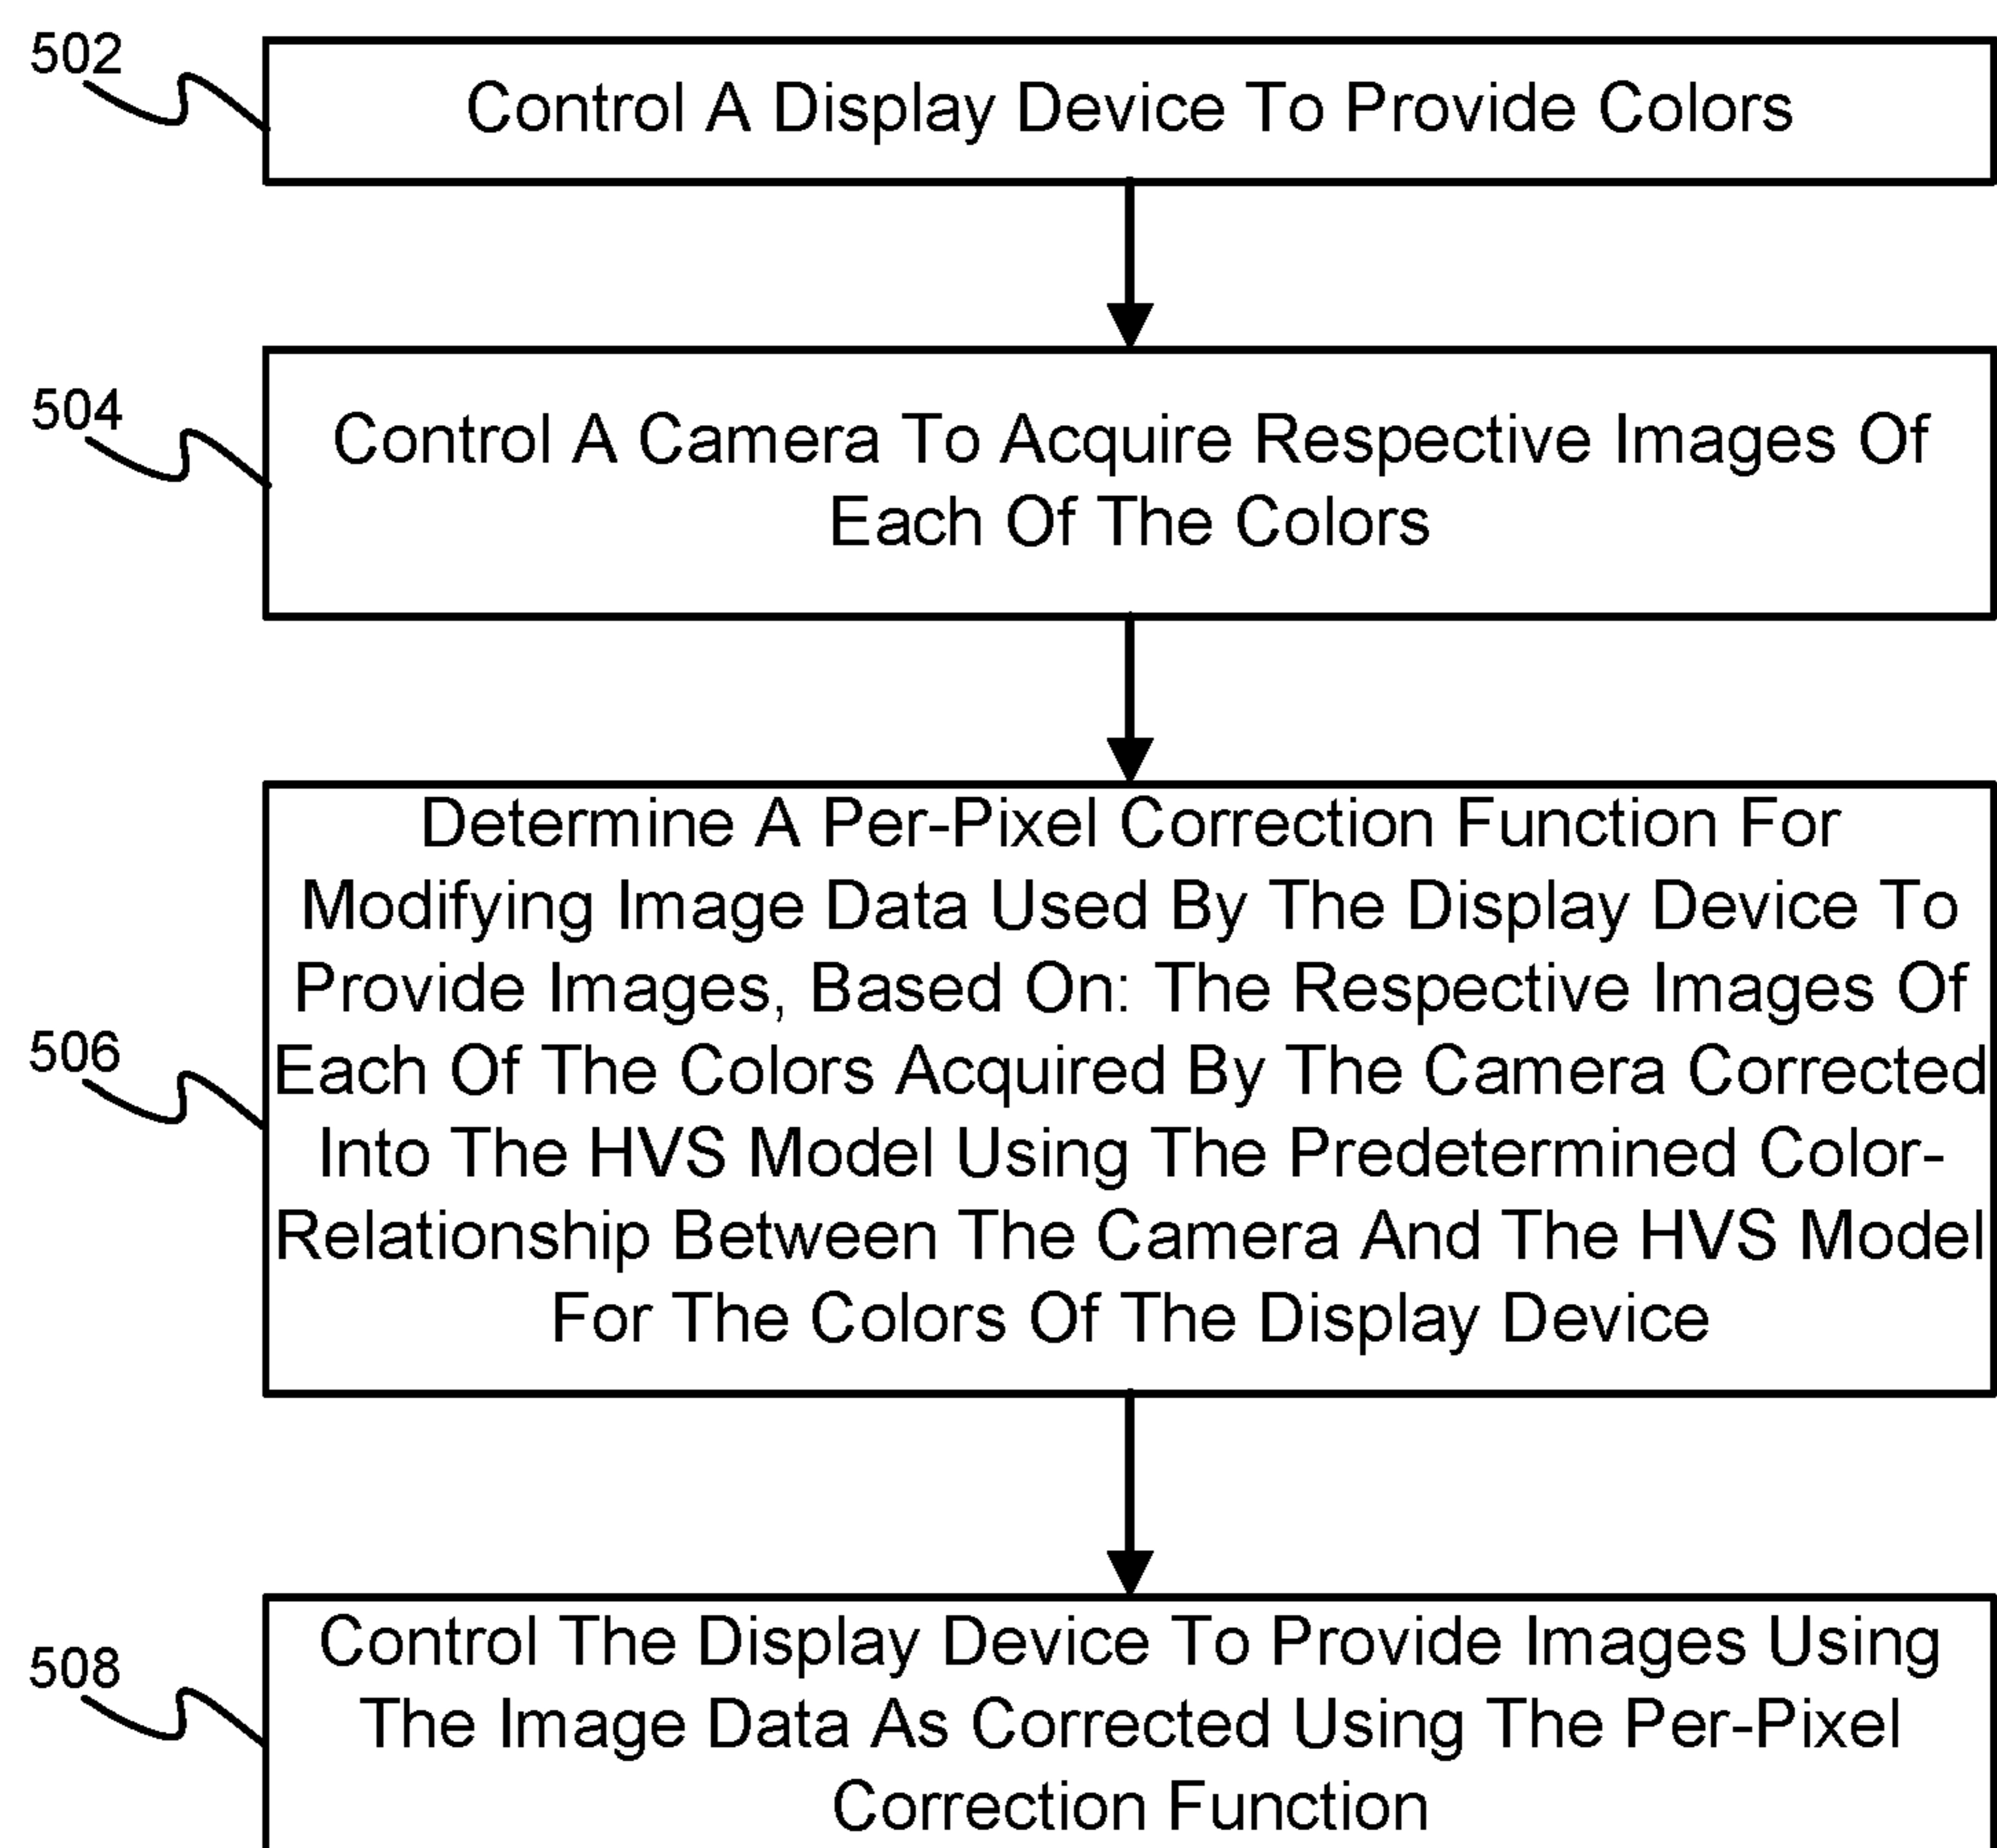 502
Control A Display Device To Provide Colors
504
Control A Camera To Acquire Respective Images Of
Each Of The Colors
Determine A Per-Pixel Correction Function For
Modifying Image Data Used By The Display Device To
Provide Images, Based On: The Respective Images Of
506
Each Of The Colors Acquired By The Camera Corrected
Into The HVS Model Using The Predetermined Color-
Relationship Between The Camera And The HVS Model
For The Colors Of The Display Device
508
Control The Display Device To Provide Images Using
The Image Data As Corrected Using The Per-Pixel
Correction Function